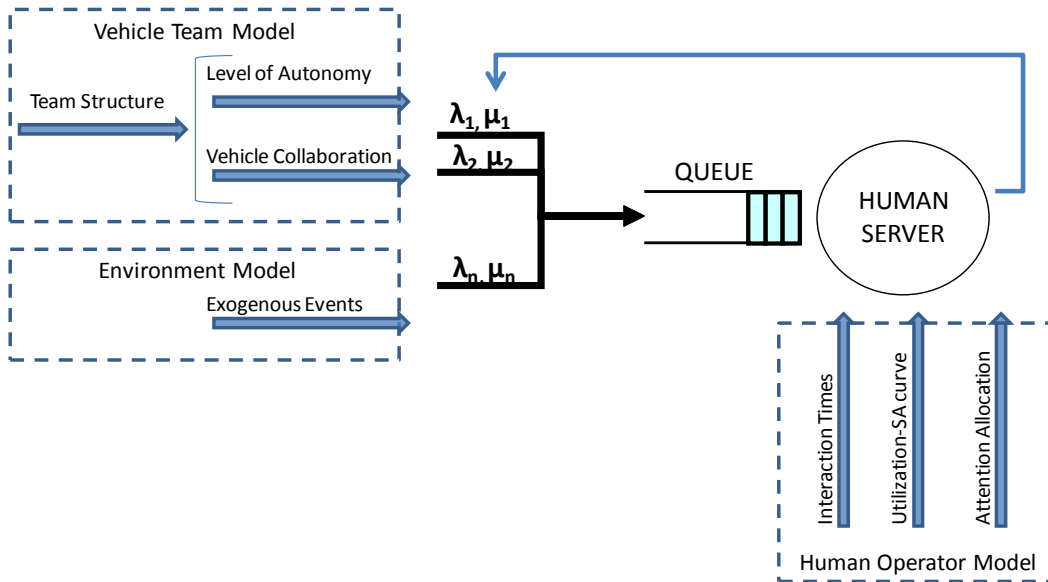 Vehicle Team Model
Level of Autonomy
Team Structure
Vehicle Collaboration
Environment Model
Exogenous Events
λ1, μ1
λ2, μ2
λn, μn
QUEUE
HUMAN
SERVER
Interaction Times
Utilization-SA curve
Attention Allocation
Human Operator Model